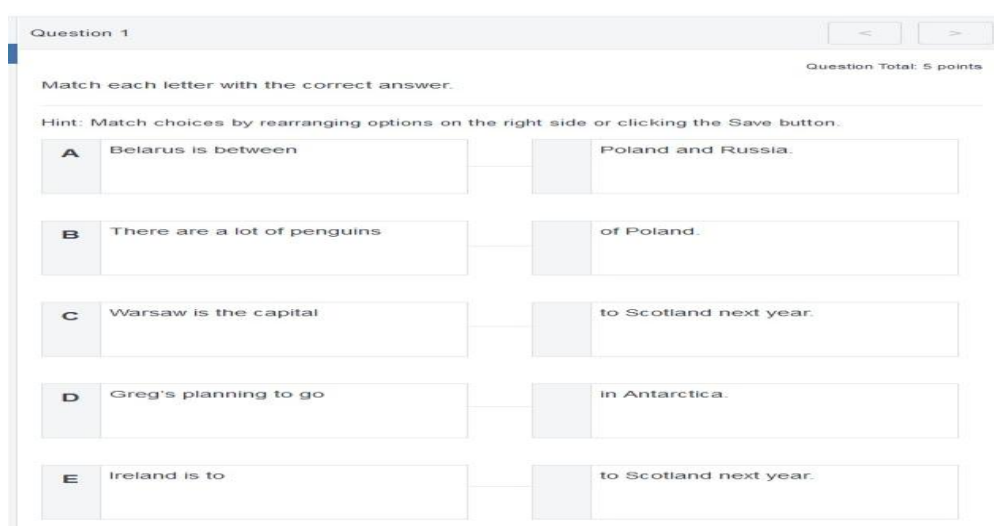 Question 1
< >
Question Total: 5 points
Match each letter with the correct answer.
Hint: Match choices by rearranging options on the right side or clicking the Save button.
A Belarus is between Poland and Russia.
B There are a lot of penguins of Poland.
C Warsaw is the capital to Scotland next year.
D Greg's planning to go in Antarctica.
E Ireland is to to Scotland next year.